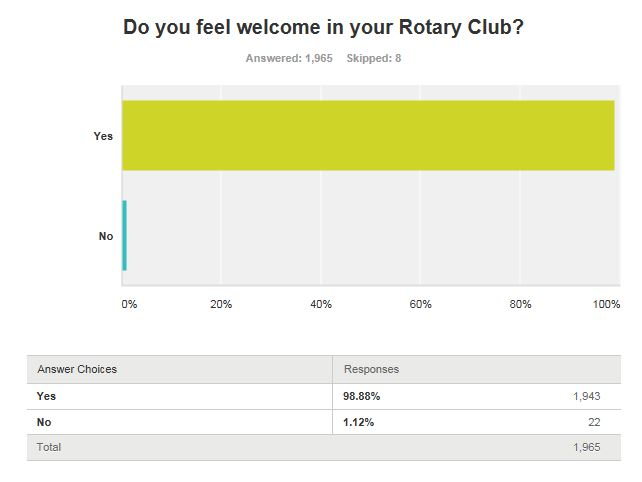 Do you feel welcome in your Rotary Club?
Answered: 1,965 Skipped: 8
Yes
No
0% 20% 40% 60% 80% 100%
Answer Choices Responses
Yes 98.88% 1,943
No 1.12% 22
Total 1,965